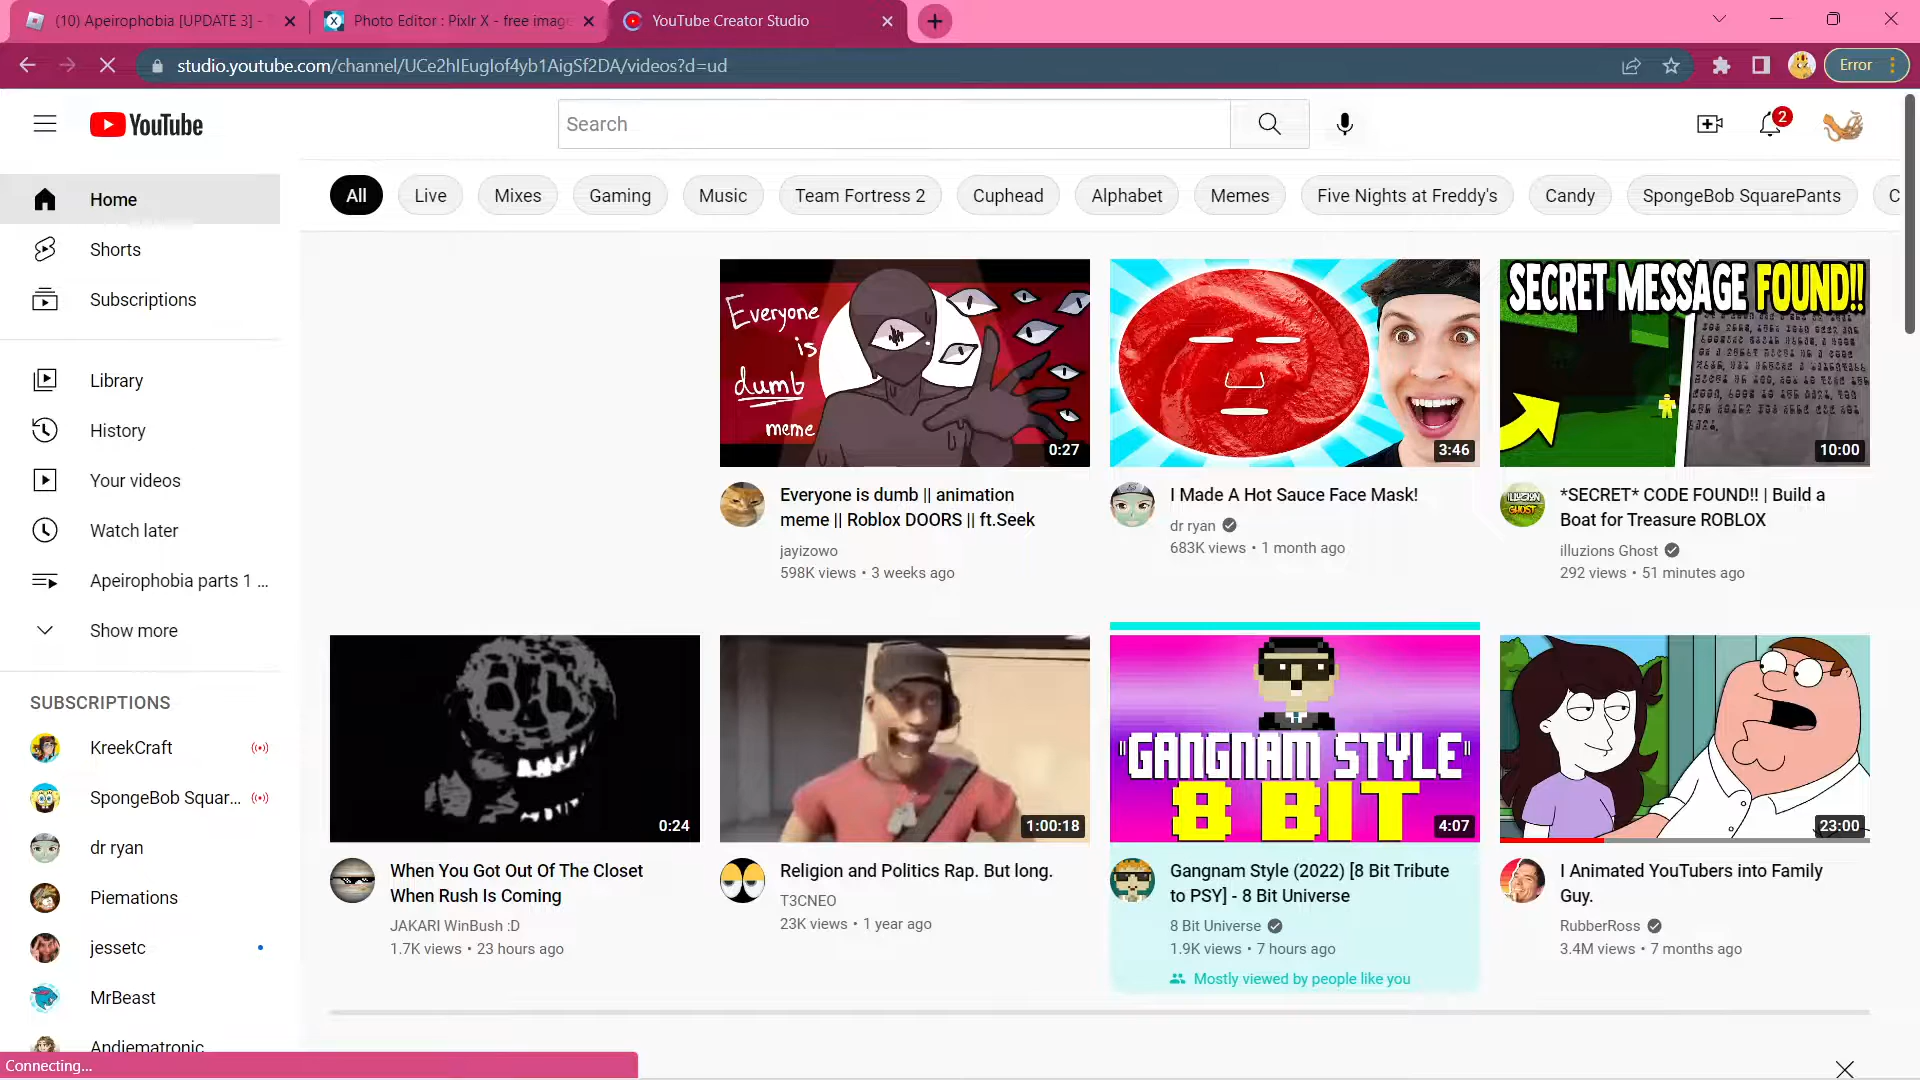 (10) Apeirophobia [UPDATE 3] -
Photo Editor : Pixlr X - free imag
YouTube Creator Studio
studio.youtube.com/channel/UCe2hIEugIof4yb1AigSf2DA/videos?d=ud
Error
YouTube
Search
2
Home
Shorts
Subscriptions
Library
History
Your videos
Watch later
Apeirophobia parts 1 ...
Show more
SUBSCRIPTIONS
KreekCraft
SpongeBob Squar...
dr ryan
Piemations
jessetc
MrBeast
Andiematronic
All
Live
Mixes
Gaming
Music
Team Fortress 2
Cuphead
Alphabet
Memes
Five Nights at Freddy's
Candy
SpongeBob SquarePants
C
Everyone
is
dumb
meme
0:27
Everyone is dumb || animation
meme || Roblox DOORS || ft.Seek
jayizowo
598K views • 3 weeks ago
3:46
I Made A Hot Sauce Face Mask!
dr ryan
683K views • 1 month ago
SECRET MESSAGE FOUND!!
10:00
ILLUZION
GHOST
*SECRET* CODE FOUND!! | Build a
Boat for Treasure ROBLOX
illuzions Ghost
292 views • 51 minutes ago
0:24
When You Got Out Of The Closet
When Rush Is Coming
JAKARI WinBush :D
1.7K views • 23 hours ago
1:00:18
Religion and Politics Rap. But long.
T3CNEO
23K views • 1 year ago
"GANGNAM STYLE"
8 BIT
4:07
Gangnam Style (2022) [8 Bit Tribute
to PSY] - 8 Bit Universe
8 Bit Universe
1.9K views • 7 hours ago
Mostly viewed by people like you
23:00
I Animated YouTubers into Family
Guy.
RubberRoss
3.4M views • 7 months ago
Connecting...